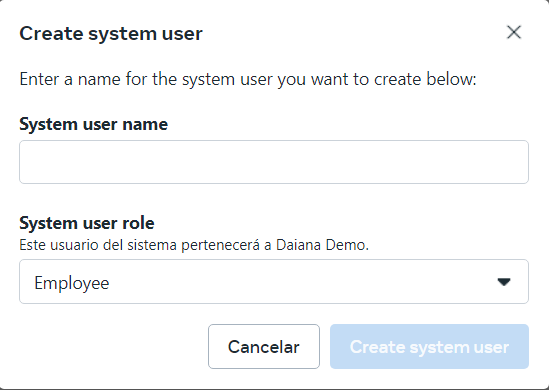 Create system user
Enter a name for the system user you want to create below:
System user name
System user role
Este usuario del sistema pertenecerá a Daiana Demo.
Employee
Cancelar
Create system user